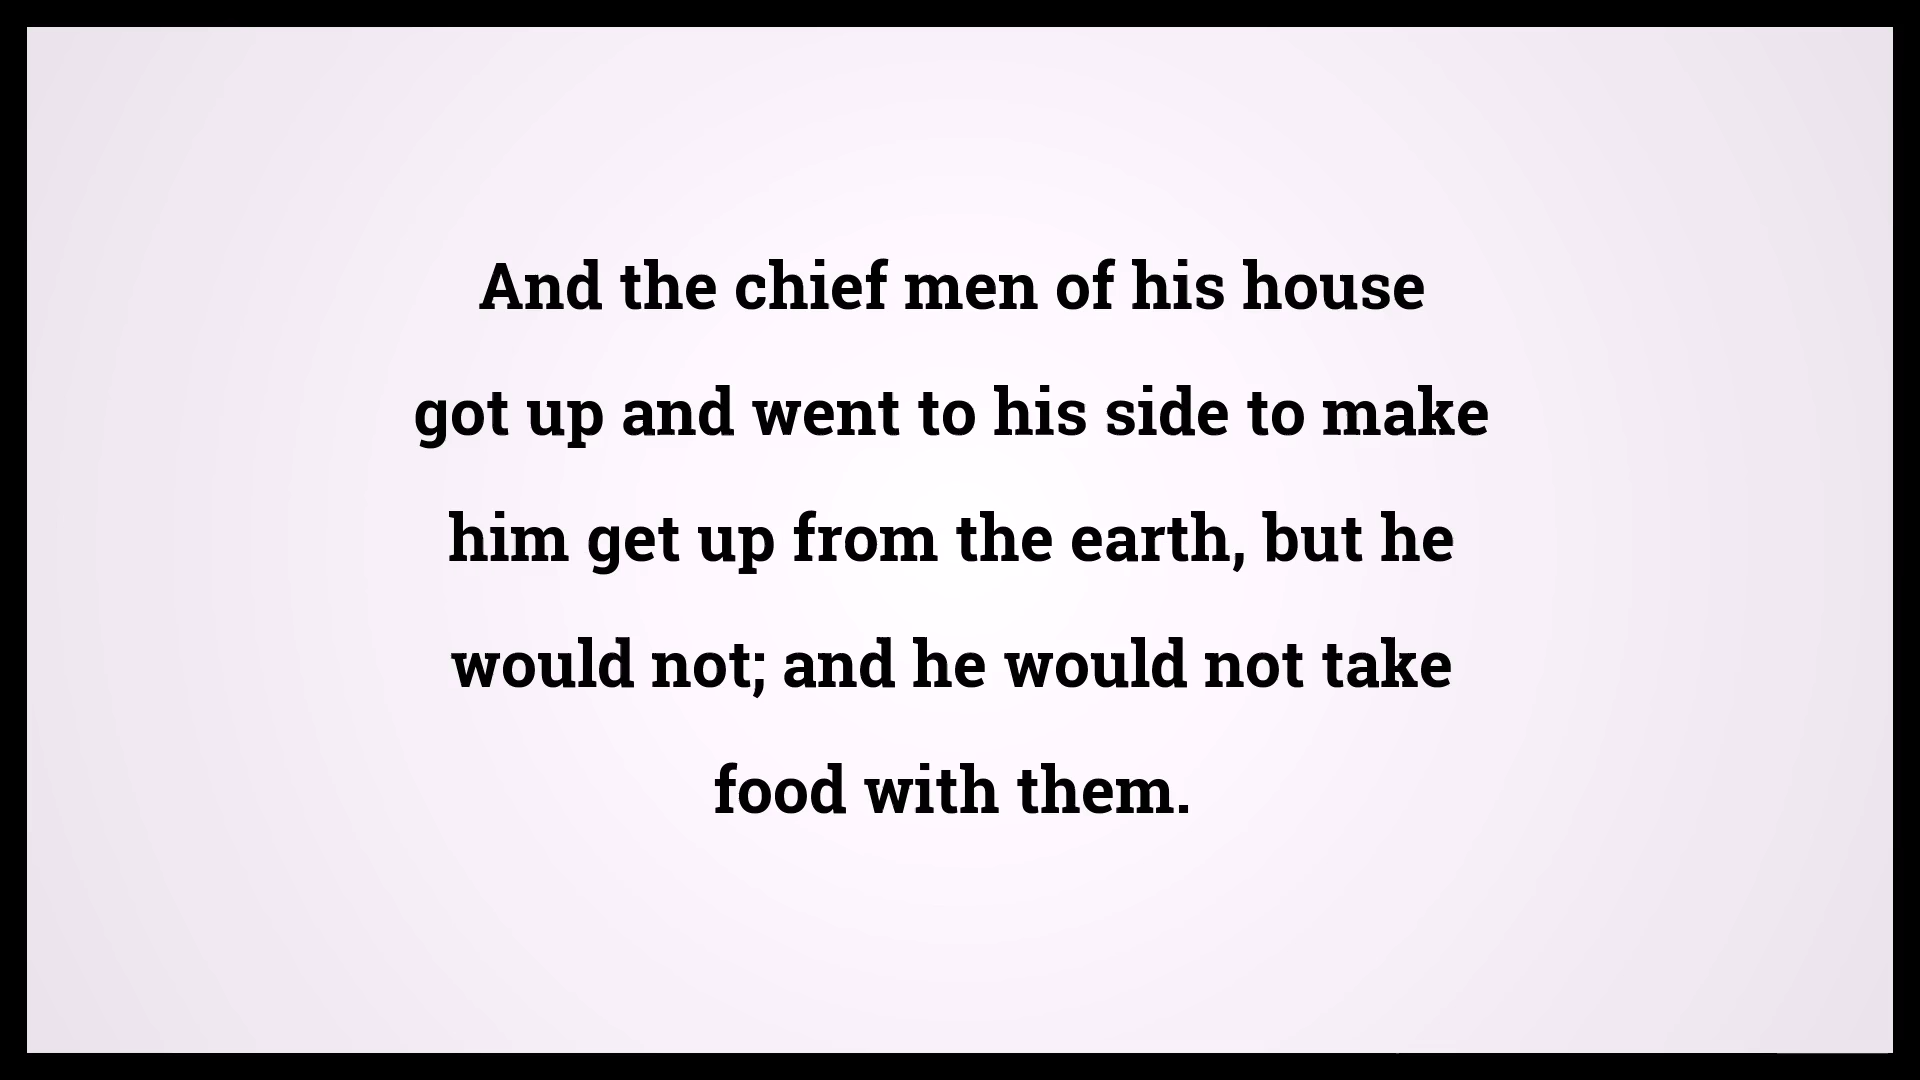 And the chief men of his house
got up and went to his side to make
him get up from the earth, but he
would not; and he would not take
food with them.